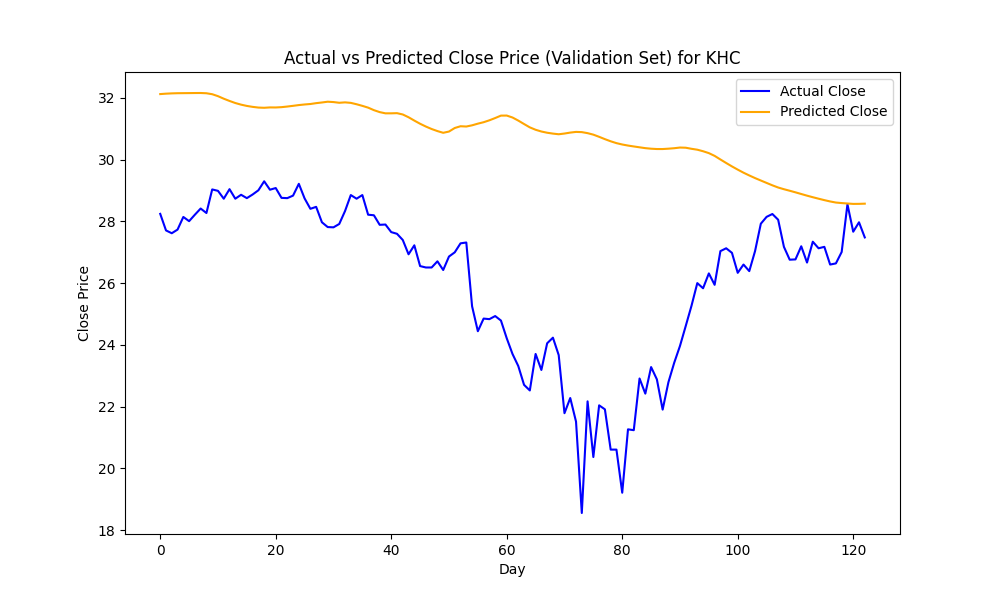 Actual vs Predicted Close Price (Validation Set) for KHC
Actual Close
Predicted Close
Close Price
32
30
28
26
24
22
20
18
0 20 40 60 80 100 120
Day